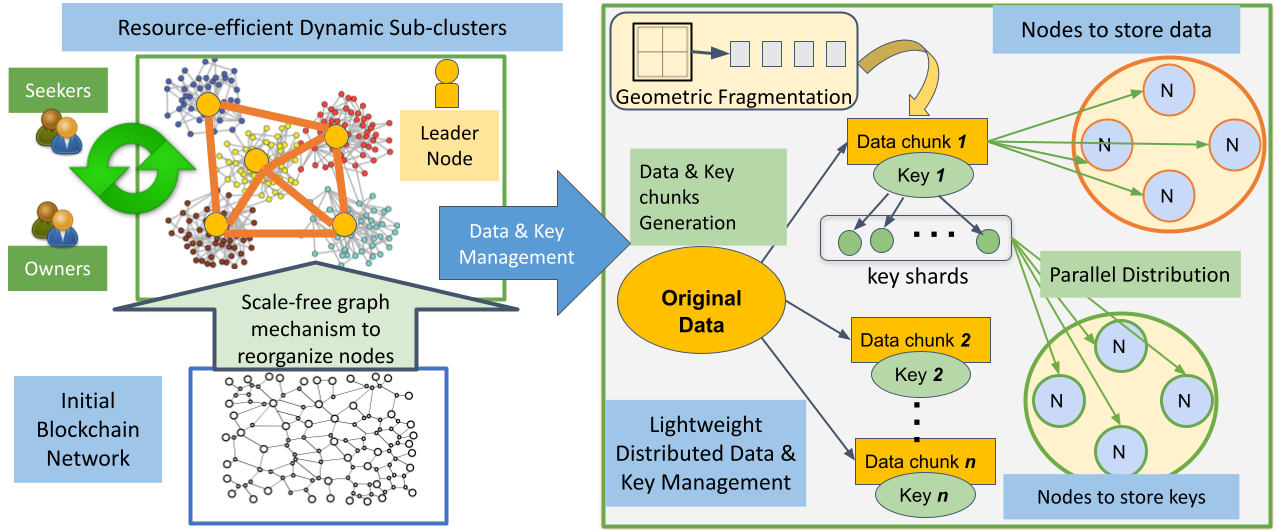 Resource-efficient Dynamic Sub-clusters
Seekers
Owners
Leader
Node
Scale-free graph
mechanism to
reorganize nodes
Initial
Blockchain
Network
Data & Key
Management
Geometric Fragmentation
Nodes to store data
Data & Key
chunks
Generation
Original
Data
Data chunk 1
Key 1
N
N
N
N
. . .
key shards
Parallel Distribution
Data chunk 2
Key 2
Data chunk n
Key n
N
N
N
N
Lightweight
Distributed Data &
Key Management
Nodes to store keys